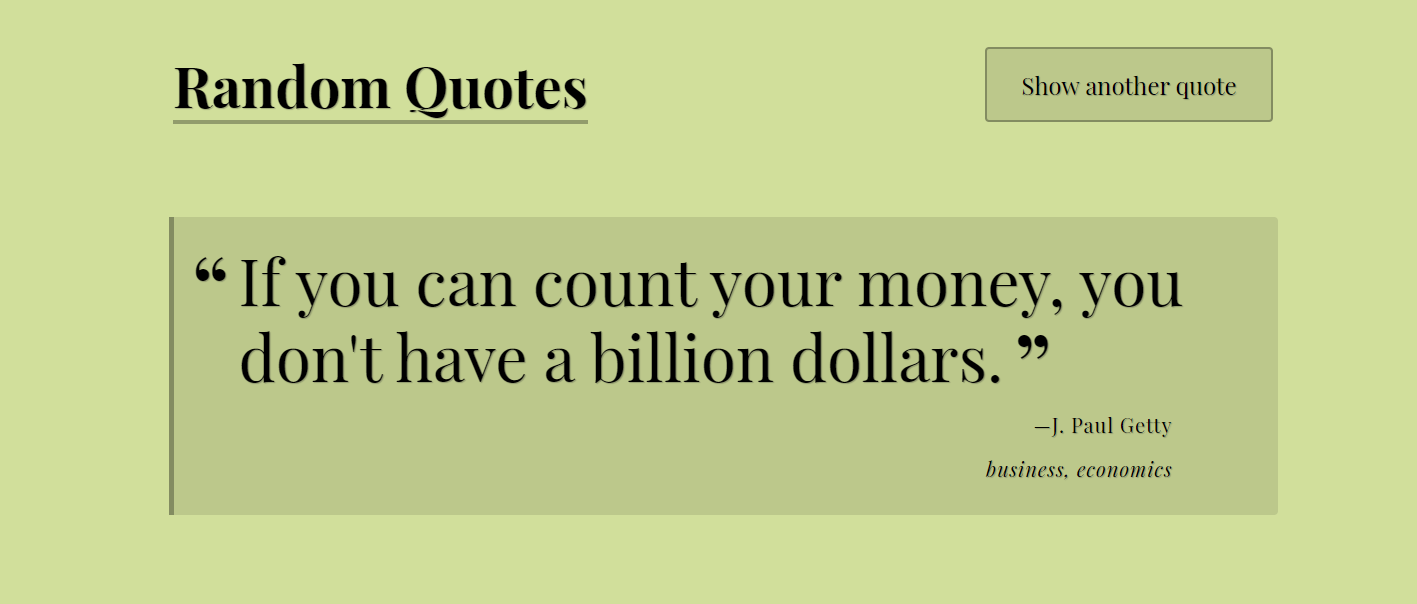 Random Quotes
Show another quote
“ If you can count your money, you
don't have a billion dollars. ”
—J. Paul Getty
business, economics